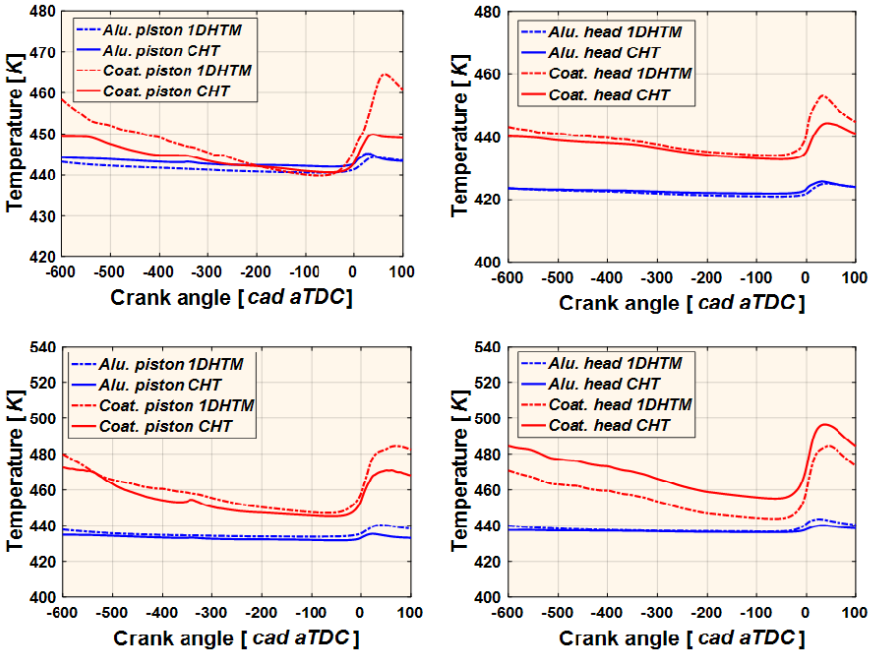 480
470
460
450
440
430
420
Temperature [K]
Alu. piston 1DHTM
Alu. piston CHT
Coat. piston 1DHTM
Coat. piston CHT
-600 -500 -400 -300 -200 -100 0 100
Crank angle [cad aTDC]
480
460
440
420
400
Temperature [K]
Alu. head 1DHTM
Alu. head CHT
Coat. head 1DHTM
Coat. head CHT
-600 -500 -400 -300 -200 -100 0 100
Crank angle [cad aTDC]
540
520
500
480
460
440
420
400
Temperature [K]
Alu. piston 1DHTM
Alu. piston CHT
Coat. piston 1DHTM
Coat. piston CHT
-600 -500 -400 -300 -200 -100 0 100
Crank angle [cad aTDC]
540
520
500
480
460
440
420
400
Temperature [K]
Alu. head 1DHTM
Alu. head CHT
Coat. head 1DHTM
Coat. head CHT
-600 -500 -400 -300 -200 -100 0 100
Crank angle [cad aTDC]